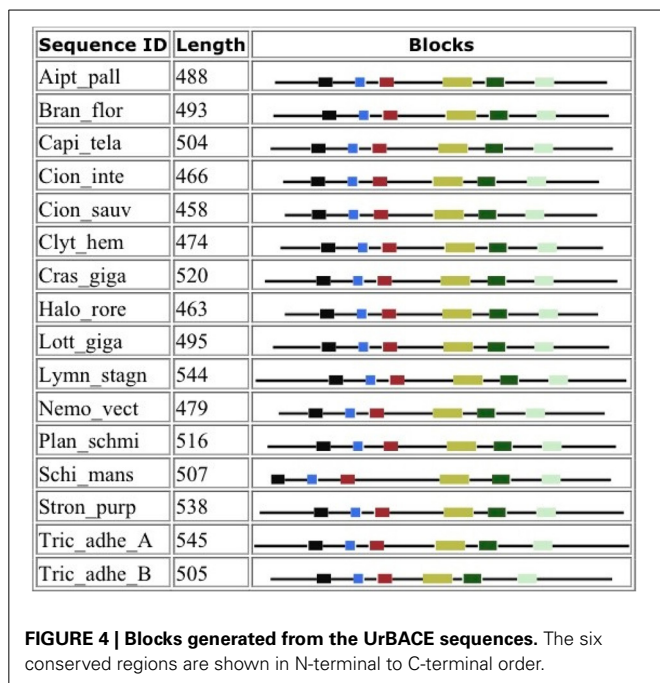 Sequence ID Length Blocks
Aipt_pall 488
Bran_flor 493
Capi_tela 504
Cion_inte 466
Cion_sauv 458
Clyt_hem 474
Cras_giga 520
Halo_rore 463
Lott_giga 495
Lymn_stagn 544
Nemo_vect 479
Plan_schmi 516
Schi_mans 507
Stron_purp 538
Tric_adhe_A 545
Tric_adhe_B 505
FIGURE 4 | Blocks generated from the UrBACE sequences. The six
conserved regions are shown in N-terminal to C-terminal order.